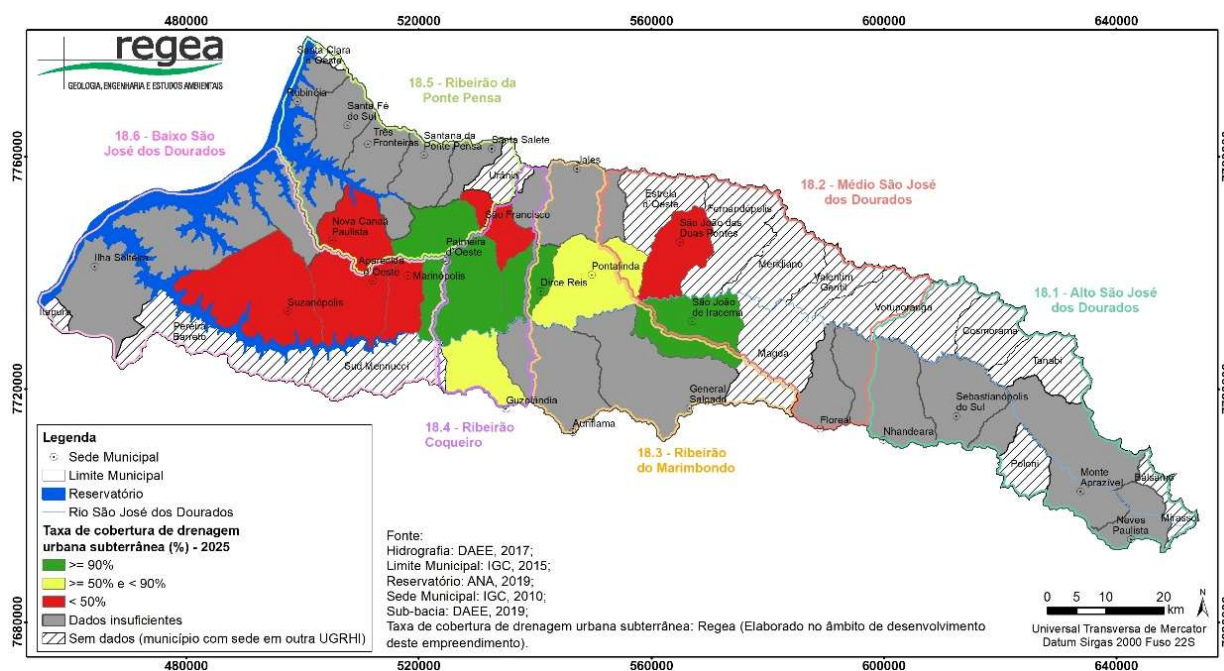 480000 520000 560000 600000 640000
regea
GEOLOGIA, ENGENHARIA E ESTUDOS AMBIENTAIS
Santa Clara
d'Oeste
18.5 - Ribeirão da
Ponte Pensa
Rubinéia
Santa Fé
do Sul
Três
Fronteiras
Santana da
Ponte Pensa
Santa Salete
18.6 - Baixo São
José dos Dourados
7760000
Urânia
Jales
Estrela
d'Oeste
Fernandópolis
18.2 - Médio São José
dos Dourados
Nova Canaã
Paulista
São Francisco
São João das
Duas Pontes
Palmeira
d'Oeste
Ilha Solteira
Aparecida
d'Oeste
Marinópolis
Dirce Reis
Pontalinda
Meridiano
Valentim
Gentil
Votuporanga
18.1 - Alto São José
dos Dourados
Suzanápolis
São João
de Iracema
Itapura
Pereira
Barreto
Sud Mennucci
Magda
Cosmorama
Tanabi
7720000
Guzolândia
General
Salgado
Auriflama
Floreal
Nhandeara
Sebastianópolis
do Sul
18.4 - Ribeirão
Coqueiro
18.3 - Ribeirão
do Marimbondo
Poloni
Monte
Aprazível
Bálsamo
Mirassol
Neves
Paulista
Legenda
Sede Municipal
Limite Municipal
Reservatório
Rio São José dos Dourados
Taxa de cobertura de drenagem
urbana subterrânea (%) - 2025
>= 90%
>= 50% e < 90%
< 50%
Dados insuficientes
Sem dados (município com sede em outra UGRHI)
Fonte:
Hidrografia: DAEE, 2017;
Limite Municipal: IGC, 2015;
Reservatório: ANA, 2019;
Sede Municipal: IGC, 2010;
Sub-bacia: DAEE, 2019;
Taxa de cobertura de drenagem urbana subterrânea: Regea (Elaborado no âmbito de desenvolvimento
deste empreendimento).
0 5 10 20
km
N
Universal Transversa de Mercator
Datum Sirgas 2000 Fuso 22S
7680000
480000 520000 560000 600000 640000